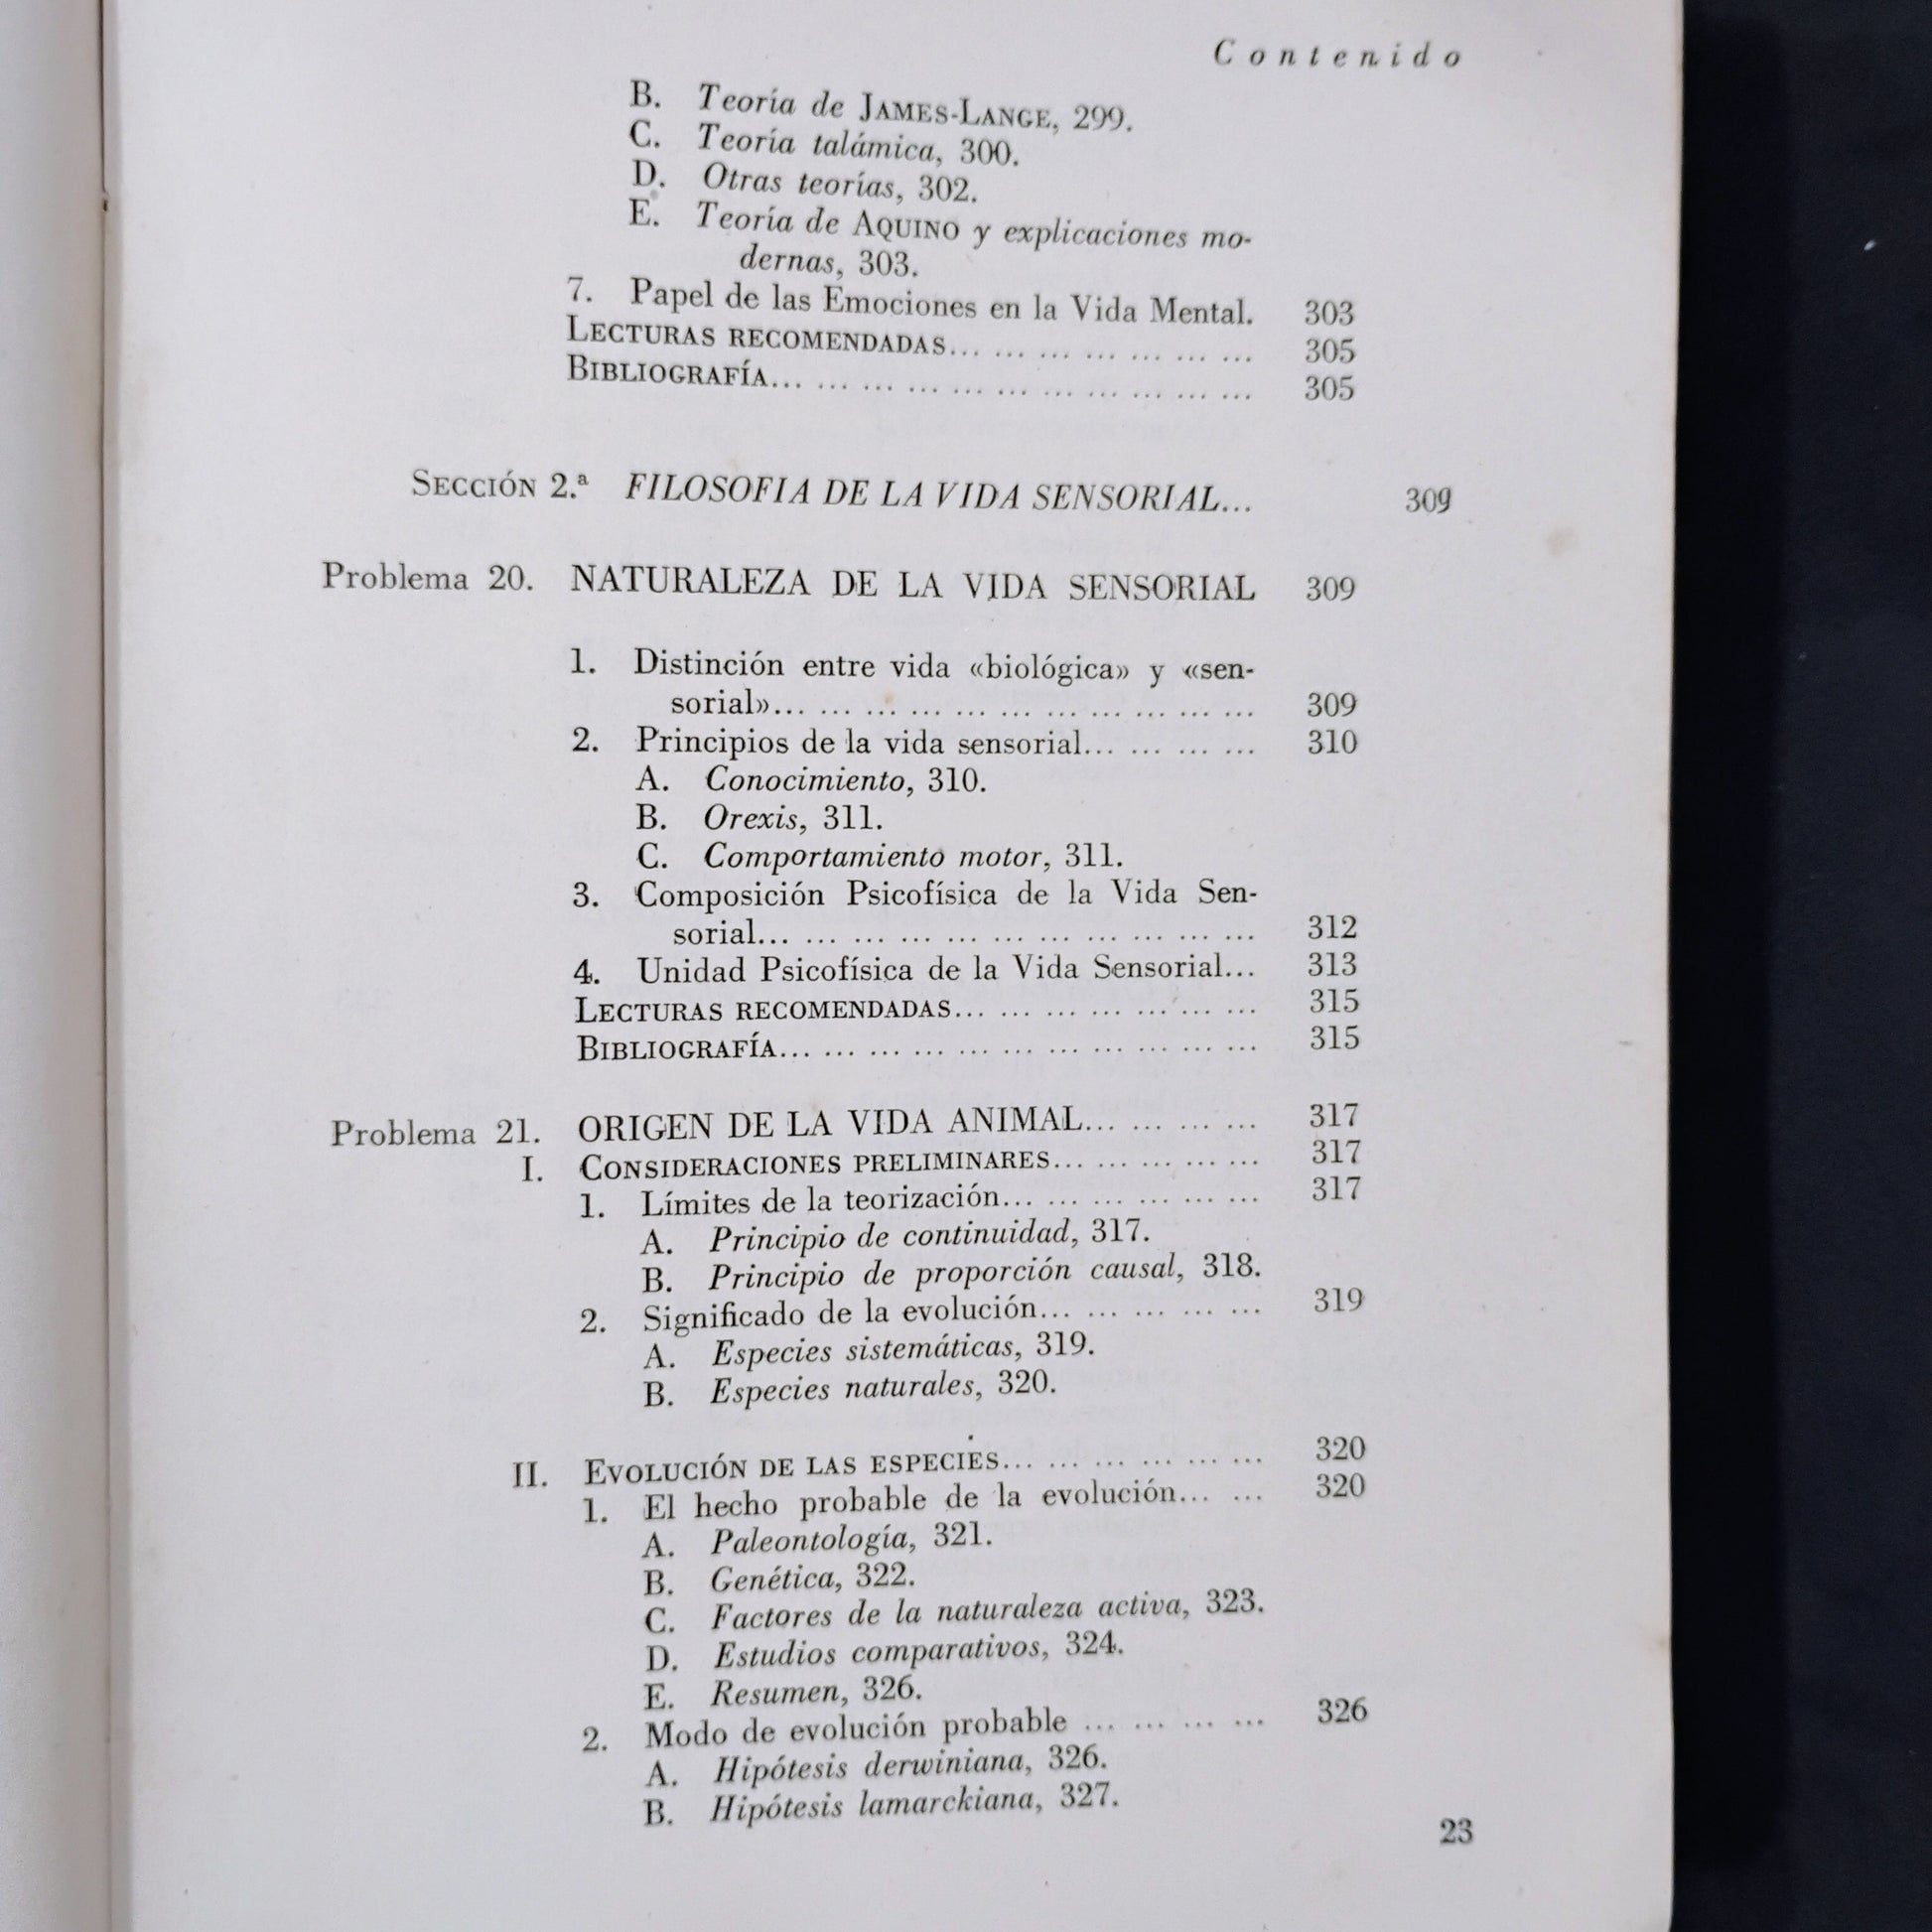 Contenido
B. Teoría de JAMES-LANGE, 299.
C. Teoría talámica, 300.
D. Otras teorías, 302.
E. Teoría de AQUINO y explicaciones mo-
dernas, 303.
7. Papel de las Emociones en la Vida Mental. 303
LECTURAS RECOMENDADAS... ... ... ... ... ... ... 305
BIBLIOGRAFÍA... ... ... ... ... ... ... ... ... ... ... 305
SECCIÓN 2.ª FILOSOFIA DE LA VIDA SENSORIAL... 309
Problema 20. NATURALEZA DE LA VIDA SENSORIAL 309
1. Distinción entre vida «biológica» y «sen-
sorial»... ... ... ... ... ... ... ... ... ... ... 309
2. Principios de la vida sensorial... ... ... ... 310
A. Conocimiento, 310.
B. Orexis, 311.
C. Comportamiento motor, 311.
3. Composición Psicofísica de la Vida Sen-
sorial... ... ... ... ... ... ... ... ... ... ... 312
4. Unidad Psicofísica de la Vida Sensorial... 313
LECTURAS RECOMENDADAS... ... ... ... ... ... ... 315
BIBLIOGRAFÍA... ... ... ... ... ... ... ... ... ... ... 315
Problema 21. ORIGEN DE LA VIDA ANIMAL... ... ... ... 317
I. CONSIDERACIONES PRELIMINARES... ... ... ... ... 317
1. Límites de la teorización... ... ... ... ... ... 317
A. Principio de continuidad, 317.
B. Principio de proporción causal, 318.
2. Significado de la evolución... ... ... ... ... 319
A. Especies sistemáticas, 319.
B. Especies naturales, 320.
II. EVOLUCIÓN DE LAS ESPECIES... ... ... ... ... ... 320
1. El hecho probable de la evolución... ... 320
A. Paleontología, 321.
B. Genética, 322.
C. Factores de la naturaleza activa, 323.
D. Estudios comparativos, 324.
E. Resumen, 326.
2. Modo de evolución probable ... ... ... ... 326
A. Hipótesis derwiniana, 326.
B. Hipótesis lamarckiana, 327.
23